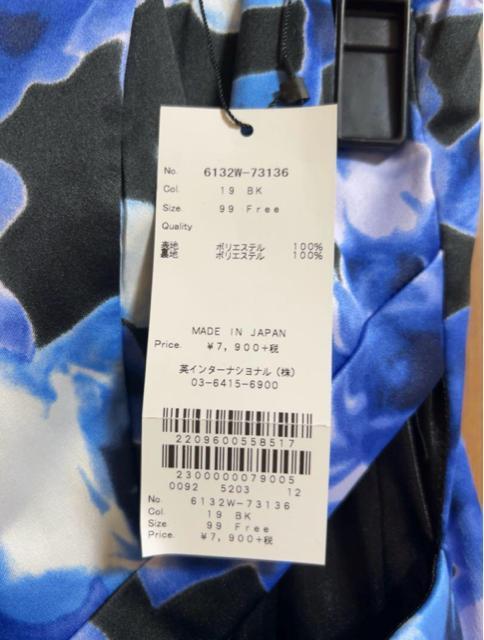 No. 6132W-73136
Col. 19 BK
Size. 99 Free
Quality
表地 ポリエステル 100%
裏地 ポリエステル 100%
MADE IN JAPAN
Price. ¥7,900+税
英インターナショナル(株)
03-6415-6900
2209600558517
2300000079005
0092 5203 12
No. 6132W-73136
Col. 19 BK
Size. 99 Free
Price. ¥7,900+税